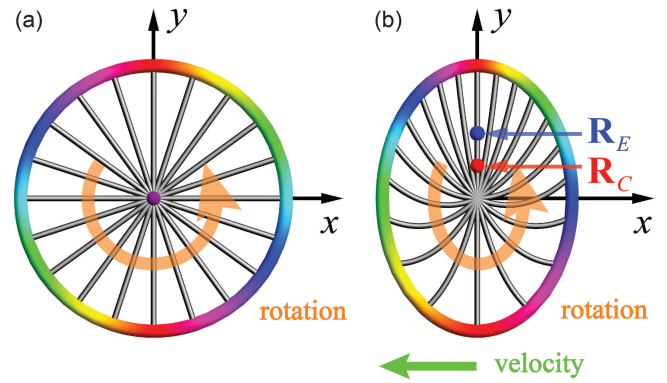 (a)
y
x
rotation
(b)
y
R_E
R_C
x
rotation
velocity